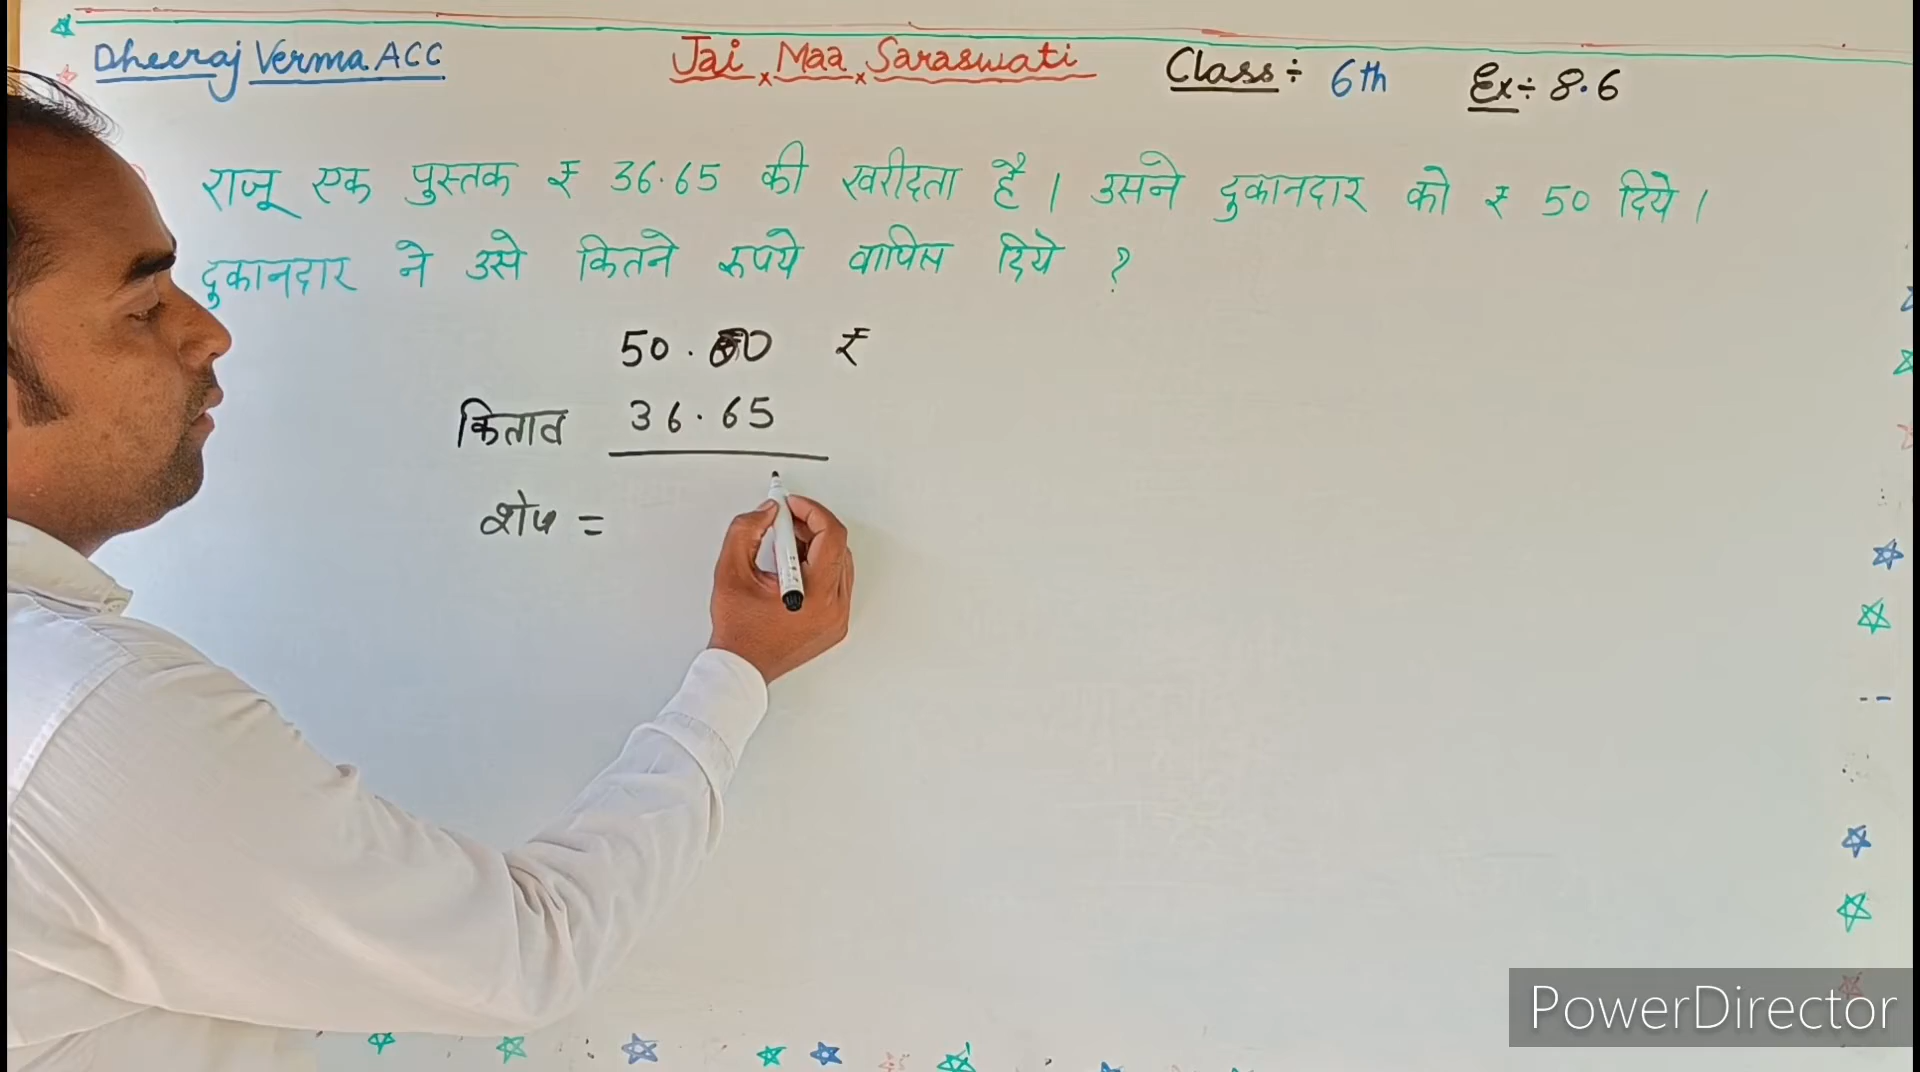 Dheeraj Verma ACC Jai Maa Saraswati Class÷ 6th Ex÷ 8.6
राजू एक पुस्तक ₹ 36.65 की खरीदता है। उसने दुकानदार को ₹ 50 दिये।
दुकानदार ने उसे कितने रुपये वापिस दिये ?
50.00 ₹
किताब 36.65
शेष =
PowerDirector